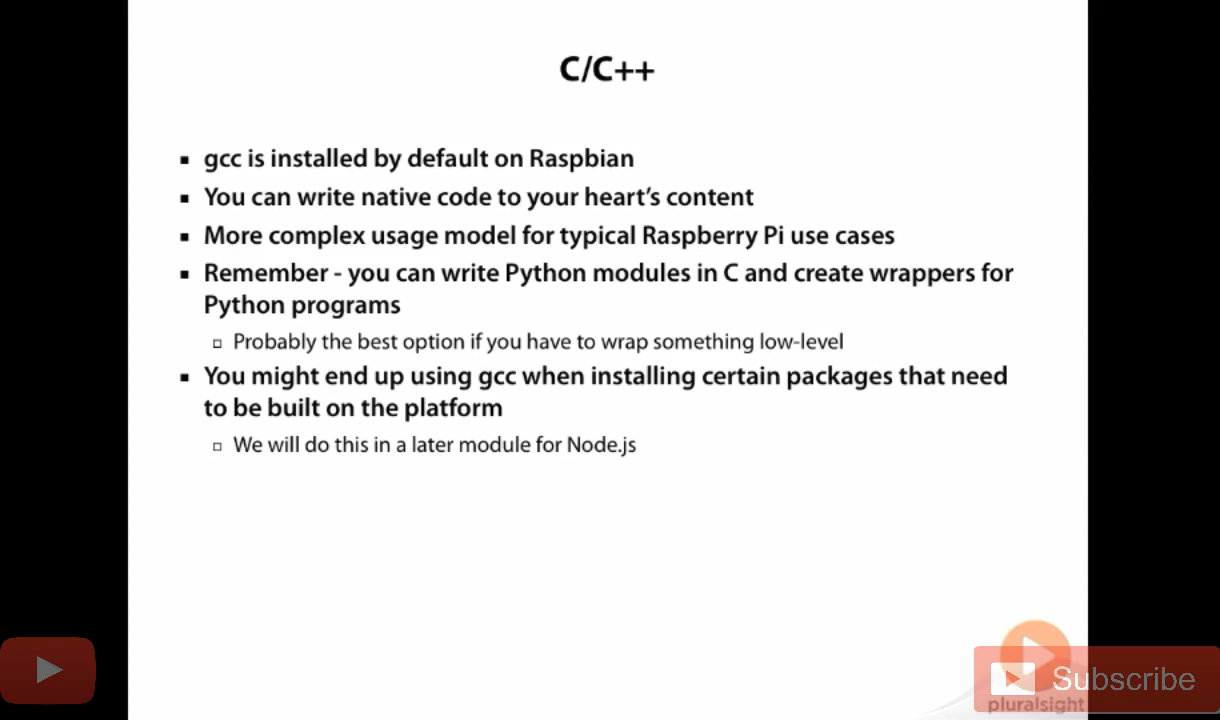 C/C++
▪ gcc is installed by default on Raspbian
▪ You can write native code to your heart's content
▪ More complex usage model for typical Raspberry Pi use cases
▪ Remember - you can write Python modules in C and create wrappers for
Python programs
▫ Probably the best option if you have to wrap something low-level
▪ You might end up using gcc when installing certain packages that need
to be built on the platform
▫ We will do this in a later module for Node.js
Subscribe
pluralsight